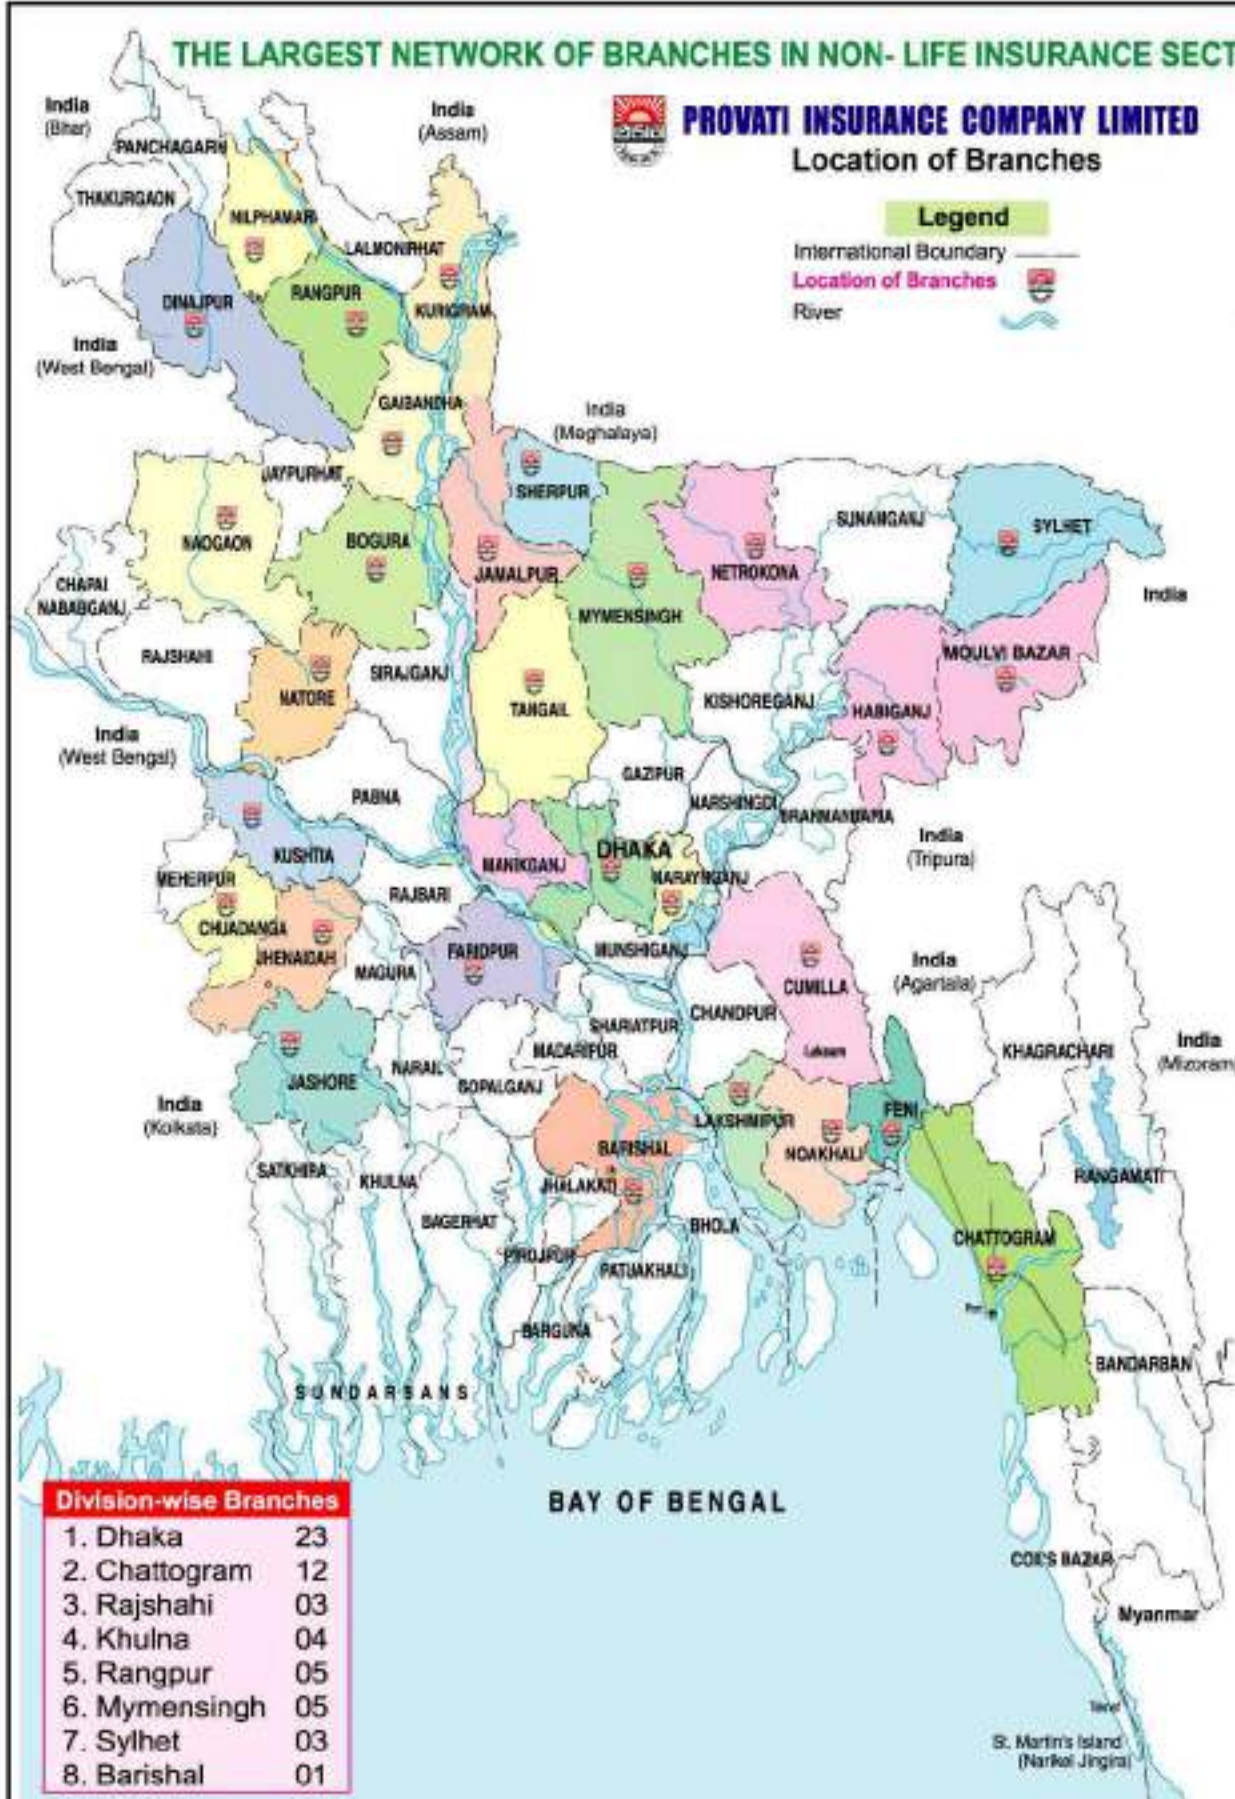 THE LARGEST NETWORK OF BRANCHES IN NON- LIFE INSURANCE SECT
PROVATI INSURANCE COMPANY LIMITED
Location of Branches
Legend
International Boundary
Location of Branches
River
India
(Bihar)
India
(Assam)
PANCHAGARH
THAKURGAON
NILPHAMARI
LALMONIRHAT
DINAJPUR
RANGPUR
KURIGRAM
India
(West Bengal)
GAIBANDHA
India
(Meghalaya)
JAYPURHAT
SHERPUR
SUNAMGANJ
SYLHET
NAOGAON
BOGURA
JAMALPUR
NETROKONA
CHAPAI
NABABGANJ
MYMENSINGH
India
RAJSHAHI
SIRAJGANJ
MOULVI BAZAR
NATORE
TANGAIL
KISHOREGANJ
HABIGANJ
India
(West Bengal)
GAZIPUR
PABNA
NARSHINGDI
BRAHMANBARIA
KUSHTIA
MANIKGANJ
DHAKA
India
(Tripura)
MEHERPUR
RAJBARI
NARAYNGANJ
CHUADANGA
JHENAIDAH
FARIDPUR
MUNSHIGANJ
MAGURA
CUMILLA
India
(Agartala)
SHARIATPUR
CHANDPUR
MADARIPUR
Laksam
KHAGRACHARI
India
(Mizoram)
JASHORE
NARAIL
GOPALGANJ
India
(Kolkata)
LAKSHMIPUR
FENI
BARISHAL
NOAKHALI
SATKHIRA
KHULNA
JHALAKATI
RANGAMATI
BAGERHAT
BHOLA
CHATTOGRAM
PIROJPUR
PATUAKHALI
BARGUNA
BANDARBAN
SUNDARBANS
BAY OF BENGAL
COX'S BAZAR
Myanmar
St. Martin's Island
(Narikel Jingira)
Division-wise Branches
1. Dhaka 23
2. Chattogram 12
3. Rajshahi 03
4. Khulna 04
5. Rangpur 05
6. Mymensingh 05
7. Sylhet 03
8. Barishal 01